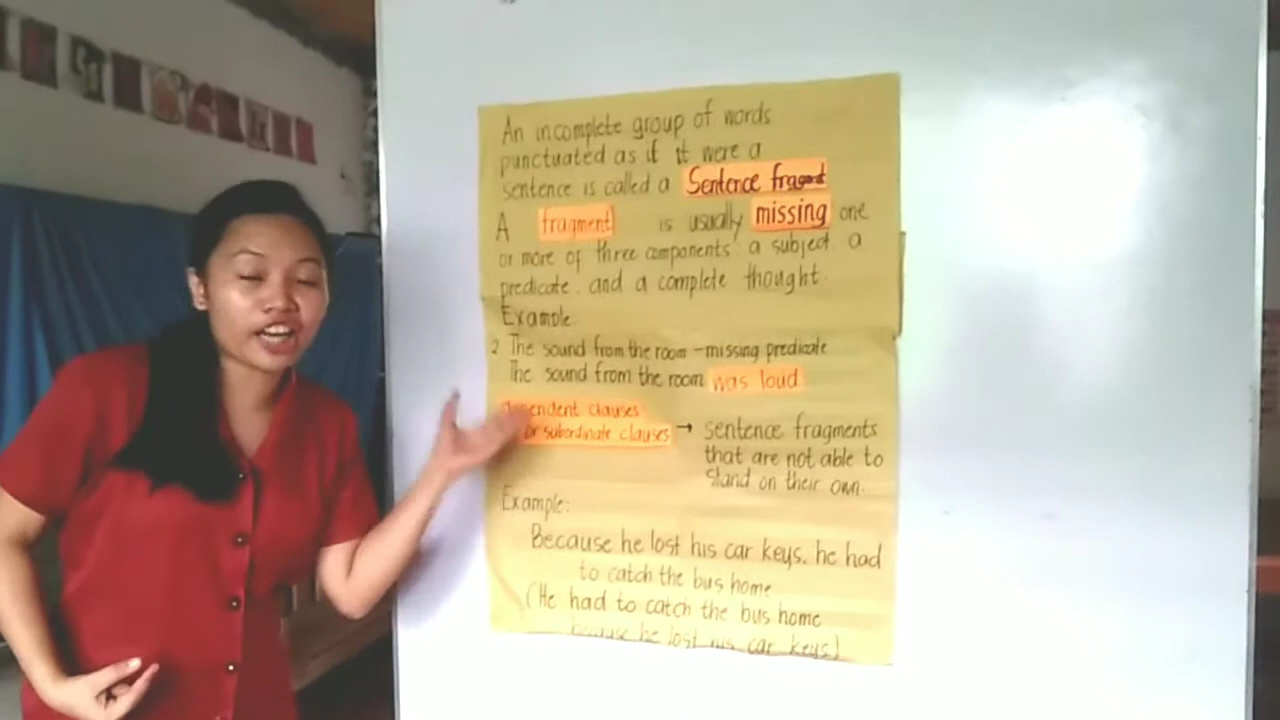 An incomplete group of words
punctuated as if it were a
sentence is called a Sentence
A fragment is usually missing one
or more of three components a subject a
predicate. and a complete thought.
Example
2 The sound from the room - missing predicate
The sound from the room was loud
dependent clauses
or subordinate clauses → sentence fragments
that are not able to
stand on their own.
Example:
Because he lost his car keys. he had
to catch the bus home
(He had to catch the bus home
because he lost his car keys)